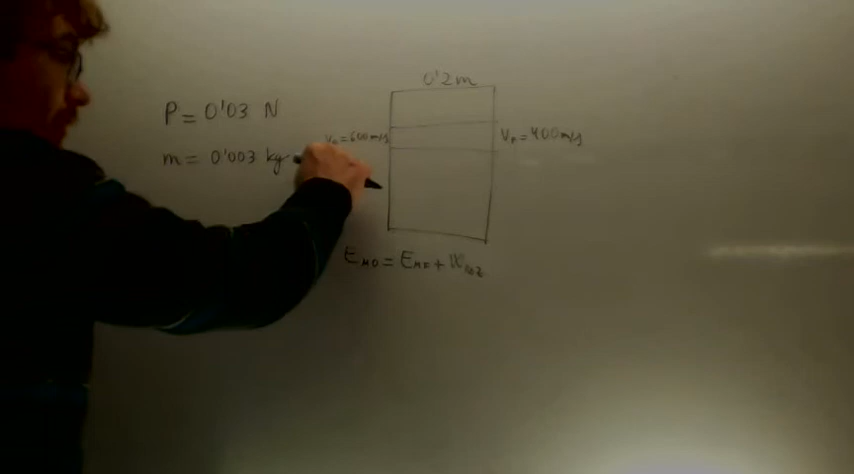 0'2m
P = 0'03 N
V₀ = 600 m/s
V_F = 400 m/s
m = 0'003 kg
E_M0 = E_MF + W_ROZ